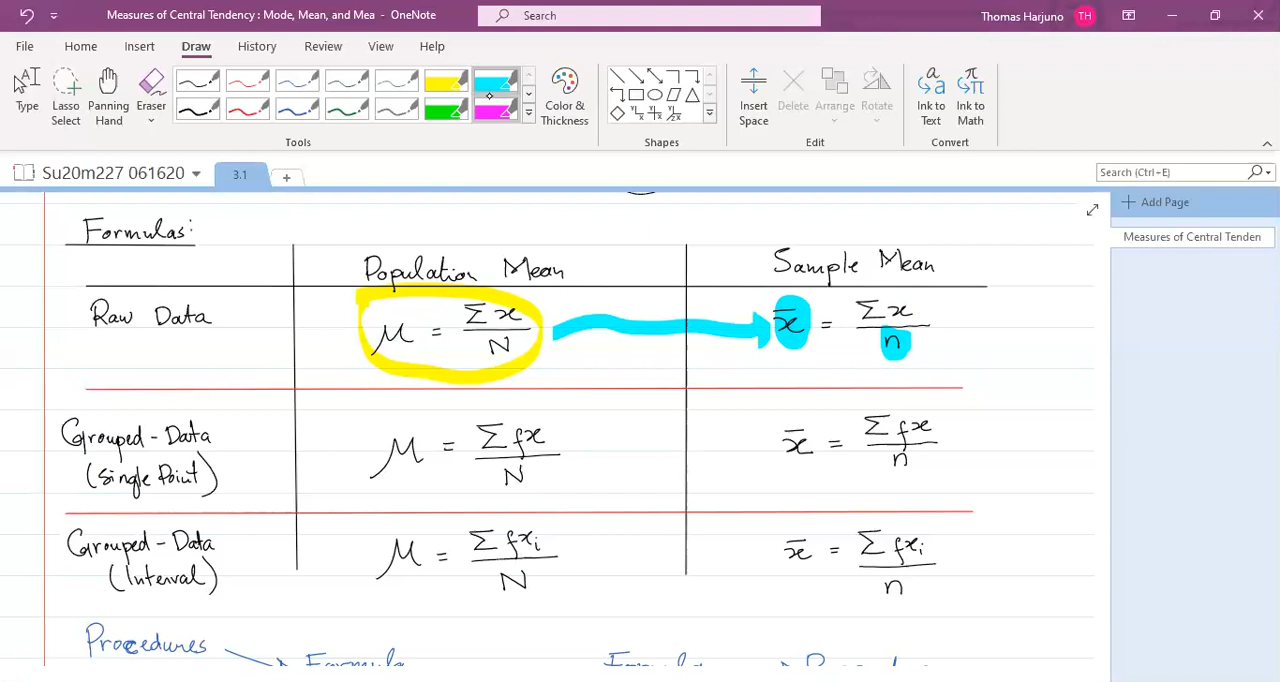 Measures of Central Tendency : Mode, Mean, and Mea - OneNote
Search
Thomas Harjuno TH
File Home Insert Draw History Review View Help
Type
Lasso Select
Panning Hand
Eraser
Color & Thickness
Insert Space
Delete
Arrange
Rotate
Ink to Text
Ink to Math
Tools
Shapes
Edit
Convert
Su20m227 061620
3.1
Search (Ctrl+E)
Add Page
Measures of Central Tenden
Formulas:
Population Mean
Sample Mean
Raw Data
μ = Σx / N
x̄ = Σx / n
Grouped-Data (Single Point)
μ = Σfx / N
x̄ = Σfx / n
Grouped-Data (Interval)
μ = Σfxᵢ / N
x̄ = Σfxᵢ / n
Procedures
Formula